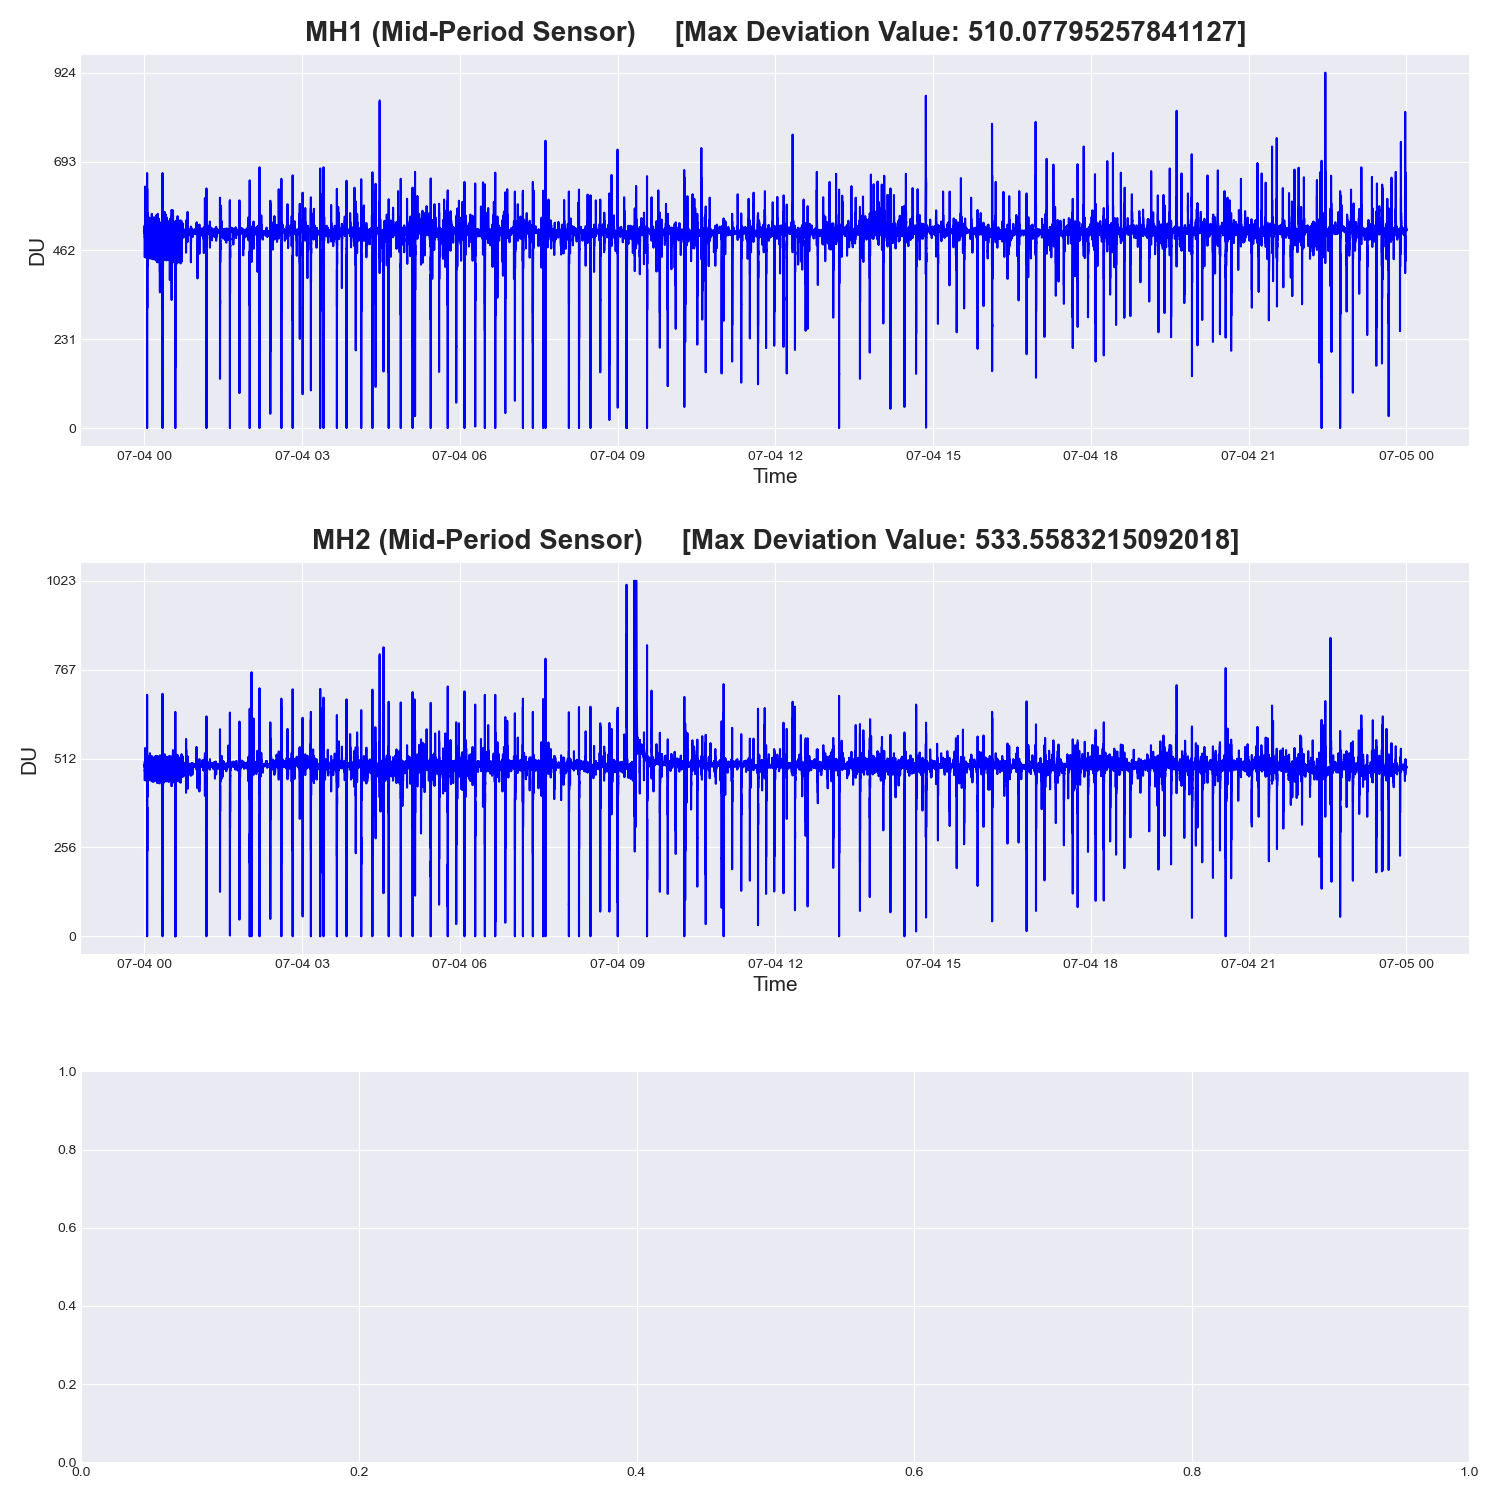 MH1 (Mid-Period Sensor) [Max Deviation Value: 510.07795257841127]
924
693
462
231
0
DU
07-04 00 07-04 03 07-04 06 07-04 09 07-04 12 07-04 15 07-04 18 07-04 21 07-05 00
Time
MH2 (Mid-Period Sensor) [Max Deviation Value: 533.5583215092018]
1023
767
512
256
0
DU
07-04 00 07-04 03 07-04 06 07-04 09 07-04 12 07-04 15 07-04 18 07-04 21 07-05 00
Time
1.0
0.8
0.6
0.4
0.2
0.0
0.0 0.2 0.4 0.6 0.8 1.0